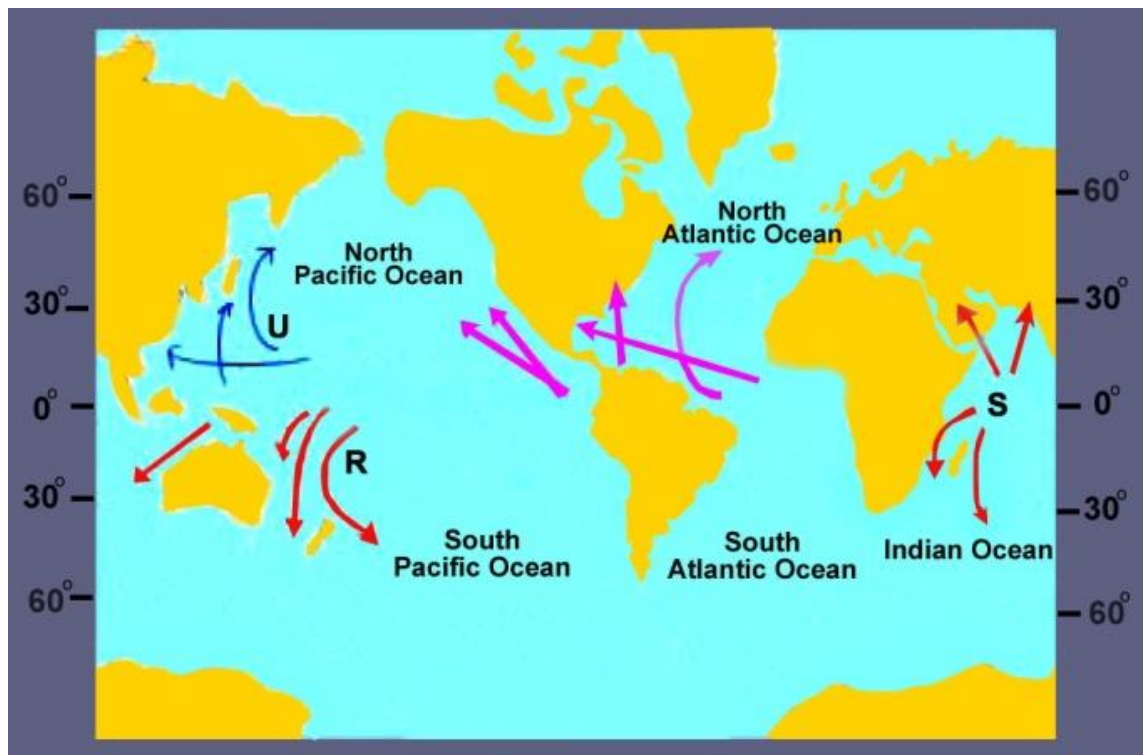 60°
60°
North
Atlantic Ocean
North
Pacific Ocean
30°
30°
U
0°
S
0°
R
30°
30°
South
Pacific Ocean
South
Atlantic Ocean
Indian Ocean
60°
60°